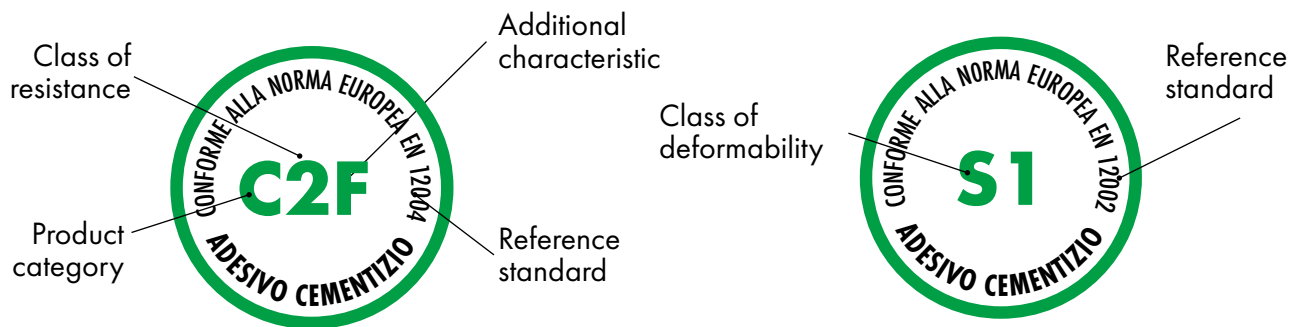 Class of
resistance
Additional
characteristic
CONFORME ALLA NORMA EUROPEA EN 12004
C2F
ADESIVO CEMENTIZIO
Product
category
Reference
standard
Class of
deformability
Reference
standard
CONFORME ALLA NORMA EUROPEA EN 12002
S1
ADESIVO CEMENTIZIO